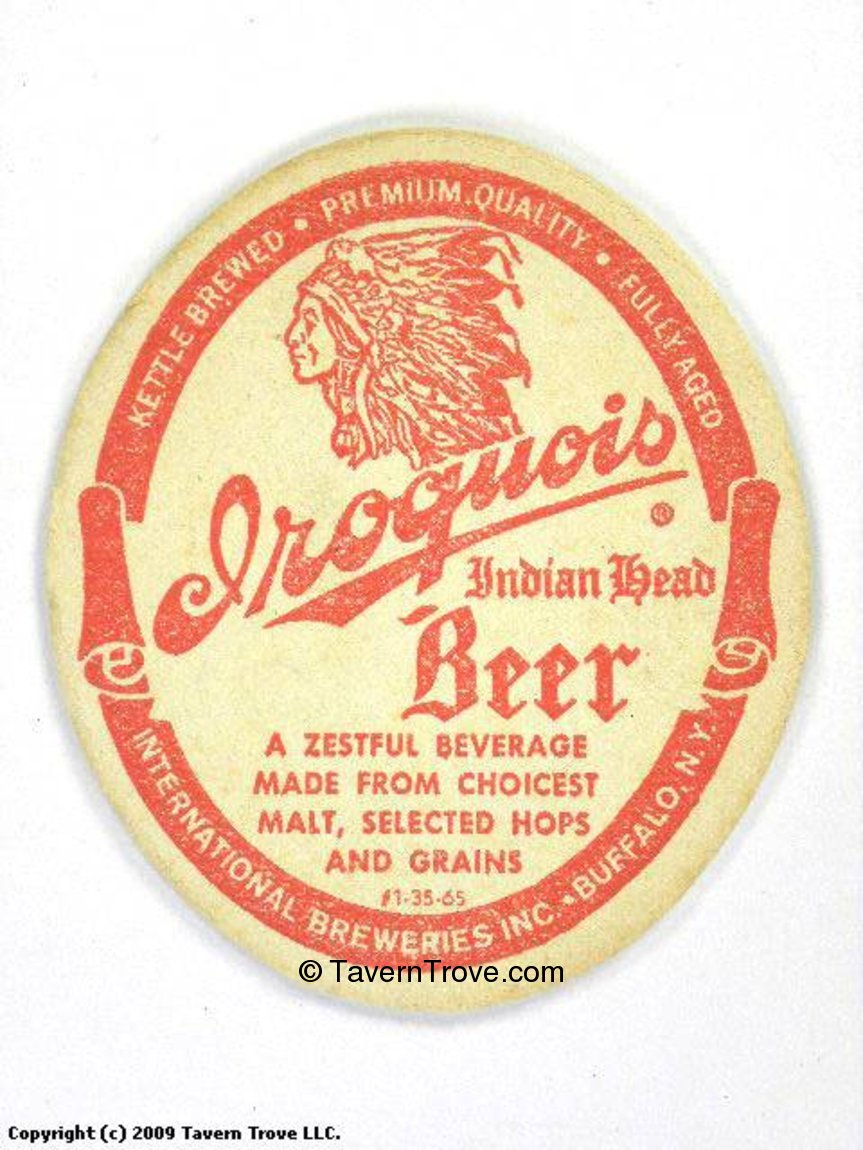 KETTLE BREWED • PREMIUM QUALITY • FULLY AGED
Iroquois
®
Indian Head
Beer
A ZESTFUL BEVERAGE
MADE FROM CHOICEST
MALT, SELECTED HOPS
AND GRAINS
#1-35-65
INTERNATIONAL BREWERIES INC. • BUFFALO, N.Y.
© TavernTrove.com
Copyright (c) 2009 Tavern Trove LLC.